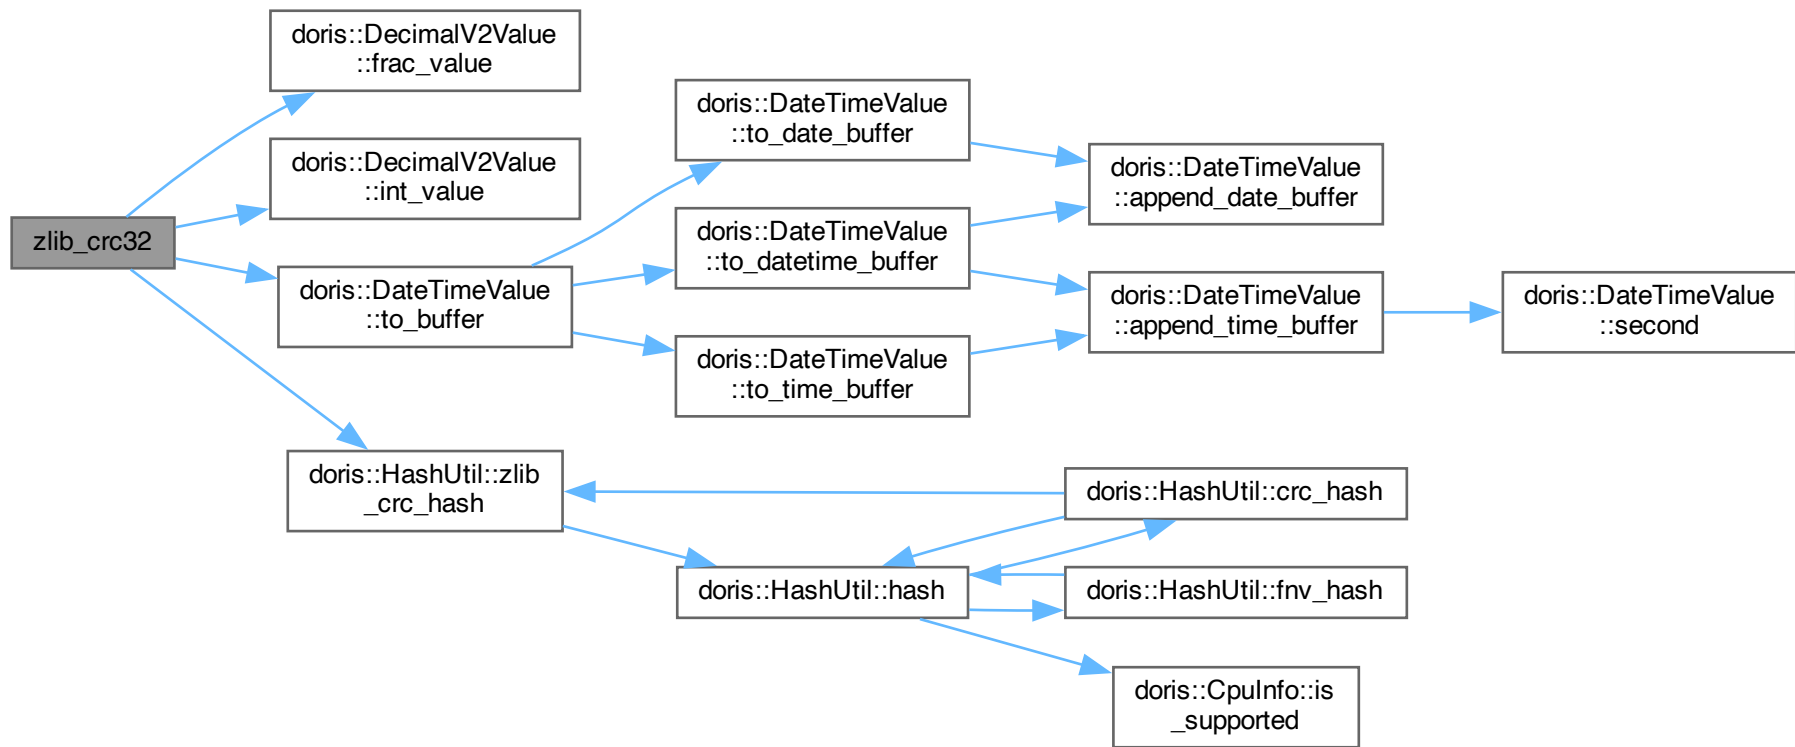 zlib_crc32
doris::DecimalV2Value
::frac_value
doris::DecimalV2Value
::int_value
doris::DateTimeValue
::to_buffer
doris::HashUtil::zlib
_crc_hash
doris::DateTimeValue
::to_date_buffer
doris::DateTimeValue
::to_datetime_buffer
doris::DateTimeValue
::to_time_buffer
doris::HashUtil::hash
doris::DateTimeValue
::append_date_buffer
doris::DateTimeValue
::append_time_buffer
doris::HashUtil::crc_hash
doris::HashUtil::fnv_hash
doris::CpuInfo::is
_supported
doris::DateTimeValue
::second